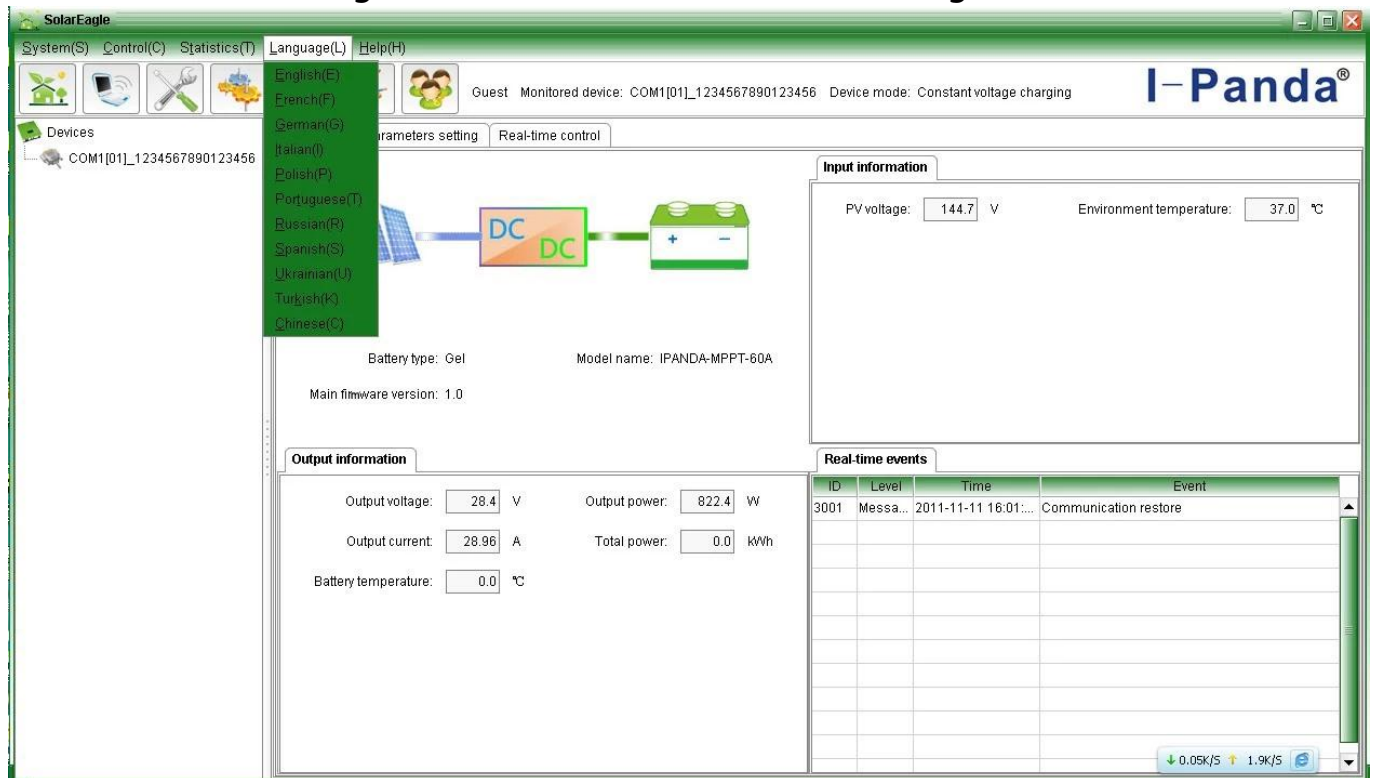 SolarEagle
System(S) Control(C) Statistics(T) Language(L) Help(H)
English(E)
French(F)
German(G)
Italian(I)
Polish(P)
Portuguese(T)
Russian(R)
Spanish(S)
Ukrainian(U)
Turkish(K)
Chinese(C)
Guest Monitored device: COM1[01]_1234567890123456 Device mode: Constant voltage charging
I-Panda®
Devices
COM1[01]_1234567890123456
rameters setting Real-time control
DC
DC
+ -
Battery type: Gel Model name: IPANDA-MPPT-60A
Main firmware version: 1.0
Input information
PV voltage: 144.7 V Environment temperature: 37.0 ℃
Output information
Output voltage: 28.4 V Output power: 822.4 W
Output current: 28.96 A Total power: 0.0 kWh
Battery temperature: 0.0 ℃
Real-time events
ID Level Time Event
3001 Messa... 2011-11-11 16:01:... Communication restore
↓ 0.05K/S ↑ 1.9K/S